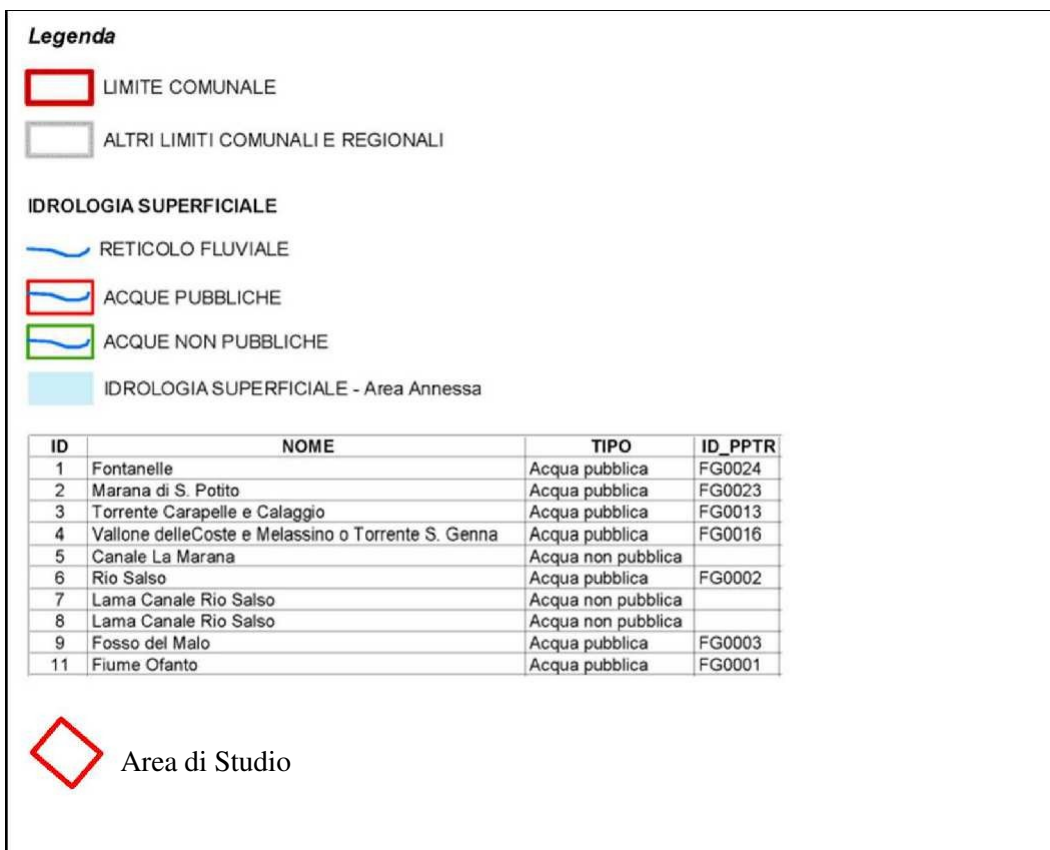 Legenda
LIMITE COMUNALE
ALTRI LIMITI COMUNALI E REGIONALI
IDROLOGIA SUPERFICIALE
RETICOLO FLUVIALE
ACQUE PUBBLICHE
ACQUE NON PUBBLICHE
IDROLOGIA SUPERFICIALE - Area Annessa
ID NOME TIPO ID_PPTR
1 Fontanelle Acqua pubblica FG0024
2 Marana di S. Potito Acqua pubblica FG0023
3 Torrente Carapelle e Calaggio Acqua pubblica FG0013
4 Vallone delleCoste e Melassino o Torrente S. Genna Acqua pubblica FG0016
5 Canale La Marana Acqua non pubblica
6 Rio Salso Acqua pubblica FG0002
7 Lama Canale Rio Salso Acqua non pubblica
8 Lama Canale Rio Salso Acqua non pubblica
9 Fosso del Malo Acqua pubblica FG0003
11 Fiume Ofanto Acqua pubblica FG0001
Area di Studio